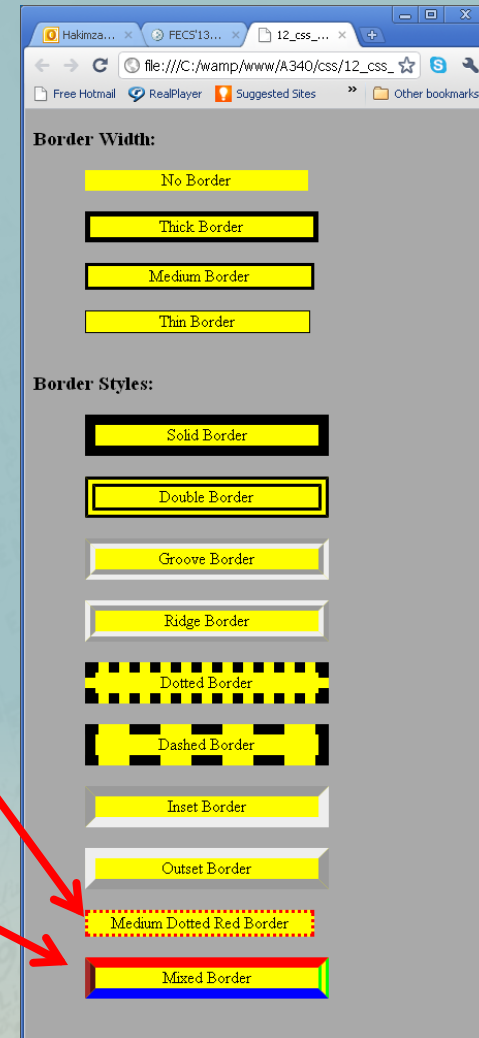 Hakimza...
FECS'13...
12_css_...
file:///C:/wamp/www/A340/css/12_css_
Free Hotmail RealPlayer Suggested Sites » Other bookmarks
Border Width:
No Border
Thick Border
Medium Border
Thin Border
Border Styles:
Solid Border
Double Border
Groove Border
Ridge Border
Dotted Border
Dashed Border
Inset Border
Outset Border
Medium Dotted Red Border
Mixed Border